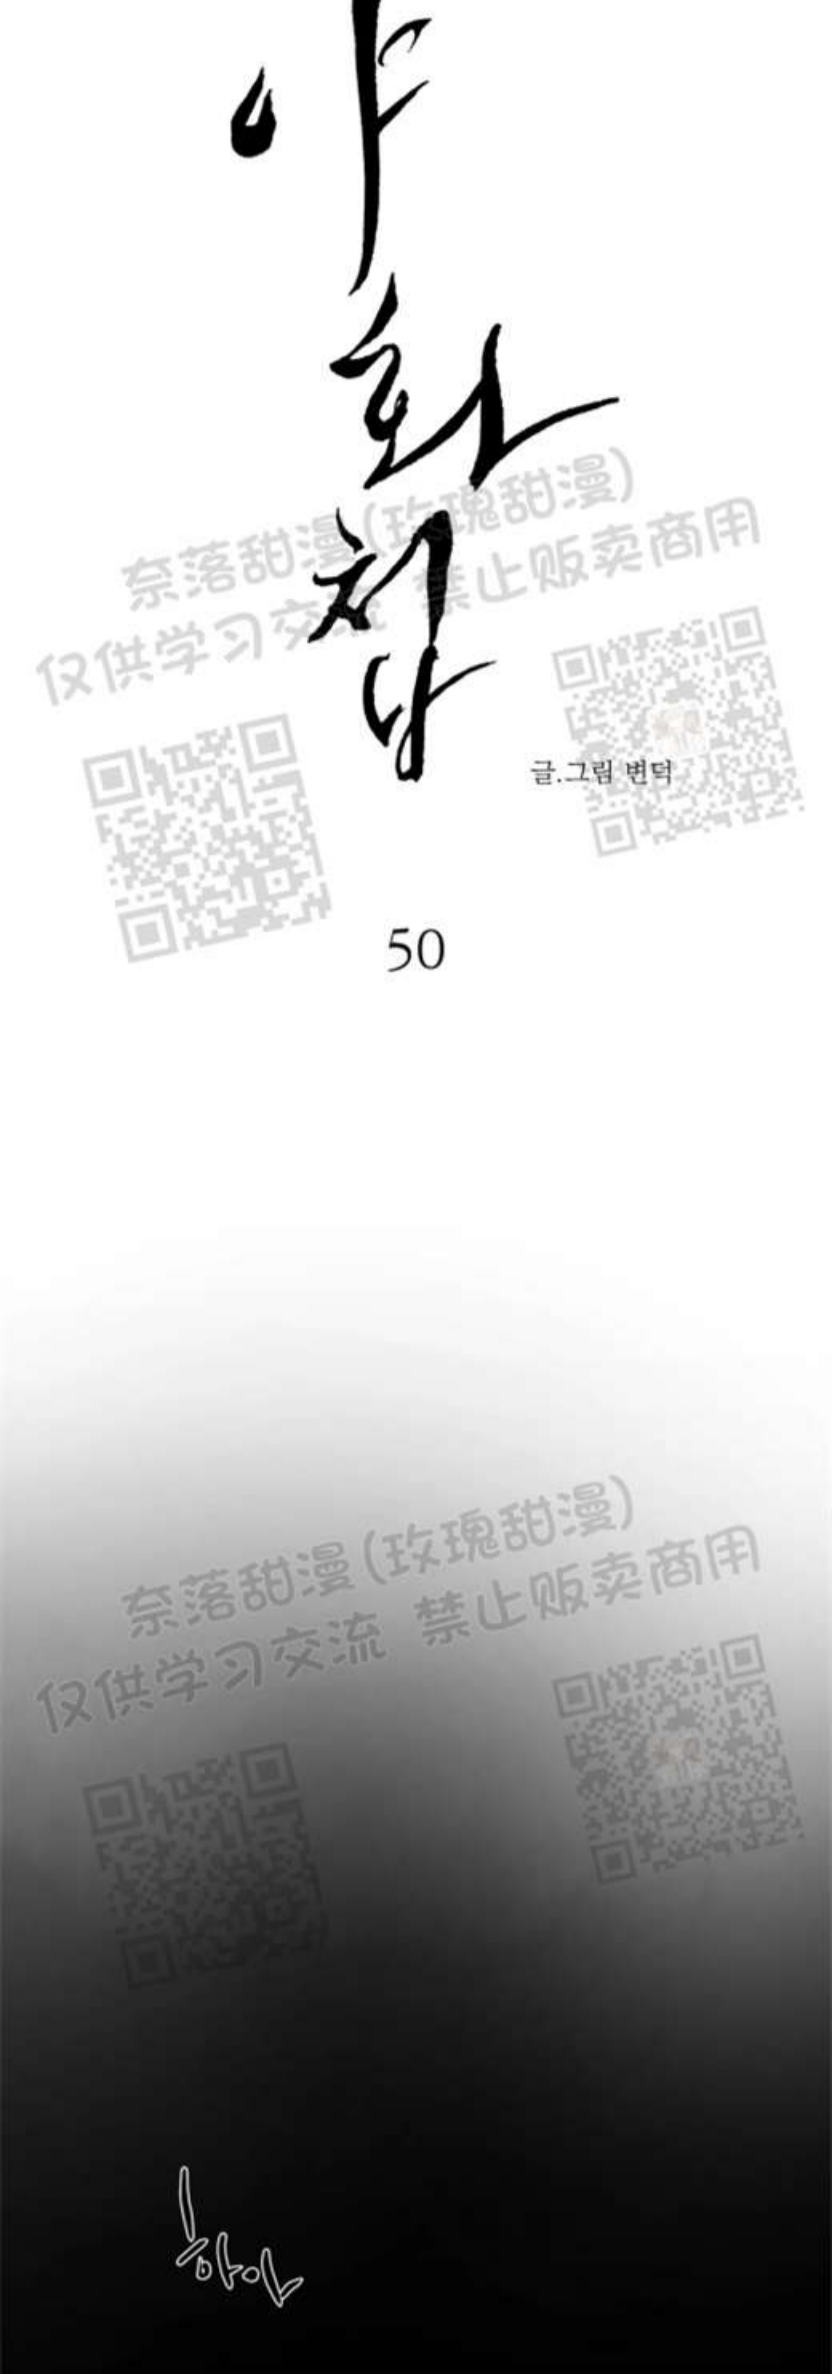 야
화
첩
奈落甜漫(玫瑰甜漫)
仅供学习交流 禁止贩卖商用
글.그림 변덕
50
奈落甜漫(玫瑰甜漫)
仅供学习交流 禁止贩卖商用
하아